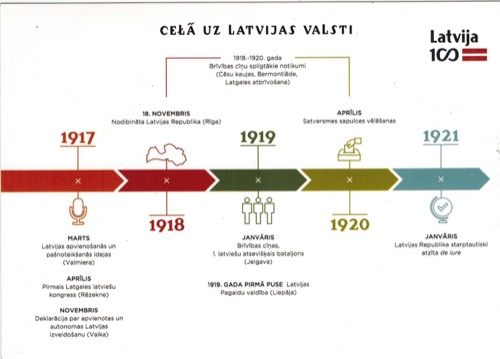 CEĻĀ UZ LATVIJAS VALSTI
Latvija
100
1918.-1920. gada
Brīvības cīņu spilgtākie notikumi
(Cēsu kaujas, Bermontiāde,
Latgales atbrīvošana)
18. NOVEMBRIS
Nodibināta Latvijas Republika (Rīga)
APRĪLIS
Satversmes sapulces vēlēšanas
1917
1919
1921
1918
1920
MARTS
Latvijas apvienošanās un
pašnoteikšanās idejas
(Valmiera)
APRĪLIS
Pirmais Latgales latviešu
kongress (Rēzekne)
NOVEMBRIS
Deklarācija par apvienotas un
autonomas Latvijas
izveidošanu (Valka)
JANVĀRIS
Brīvības cīņas,
1. latviešu atsevišķais bataljons
(Jelgava)
1919. GADA PIRMĀ PUSE Latvijas
Pagaidu valdība (Liepāja)
JANVĀRIS
Latvijas Republika starptautiski
atzīta de iure